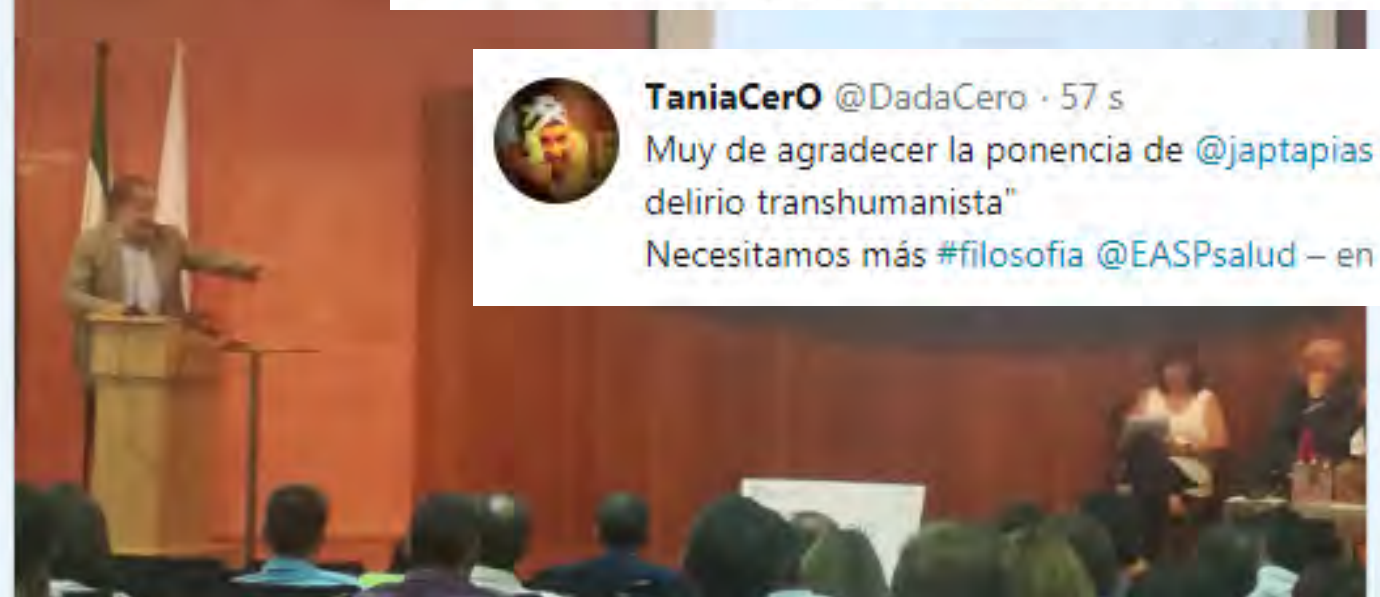 TaniaCerO @DadaCero · 57 s
Muy de agradecer la ponencia de @japtapias
delirio transhumanista"
Necesitamos más #filosofia @EASPsalud – en